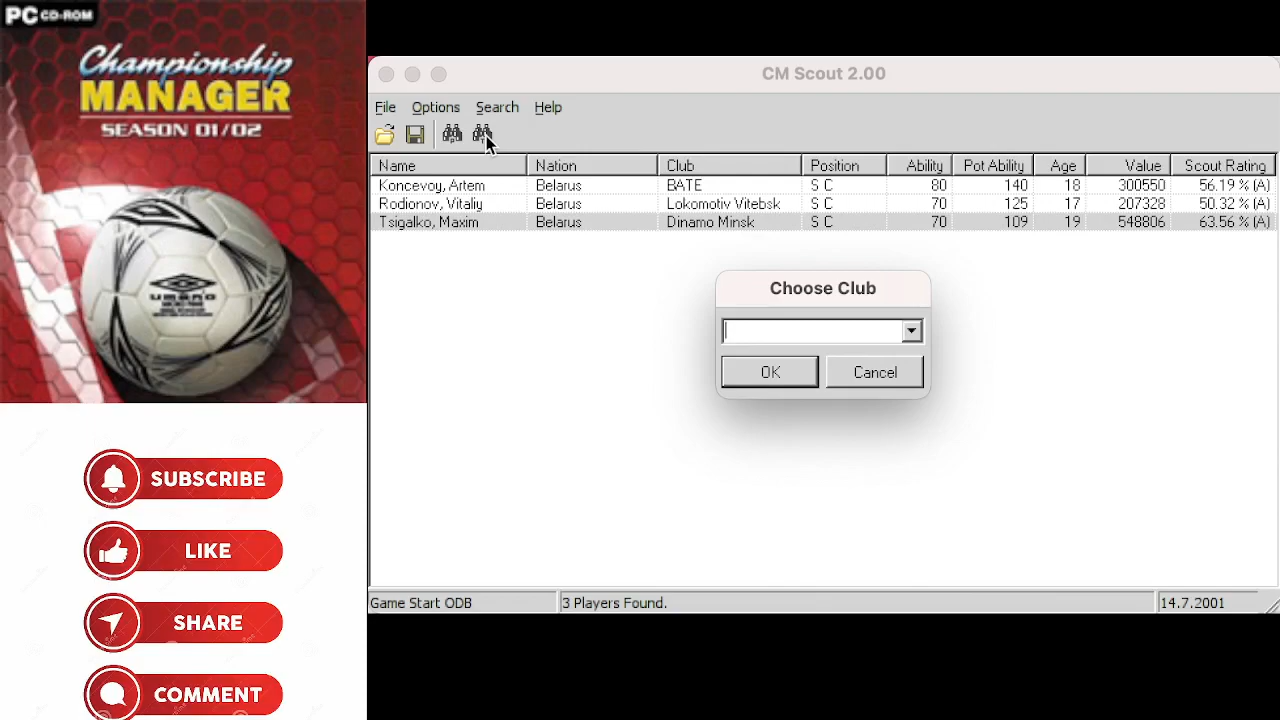 PC CD-ROM
Championship
MANAGER
SEASON 01/02
UMBRO
SUBSCRIBE
LIKE
SHARE
COMMENT
CM Scout 2.00
File Options Search Help
Name Nation Club Position Ability Pot Ability Age Value Scout Rating
Koncevoy, Artem Belarus BATE S C 80 140 18 300550 56.19 % (A)
Rodionov, Vitaliy Belarus Lokomotiv Vitebsk S C 70 125 17 207328 50.32 % (A)
Tsigalko, Maxim Belarus Dinamo Minsk S C 70 109 19 548806 63.56 % (A)
Choose Club
OK Cancel
Game Start ODB 3 Players Found. 14.7.2001